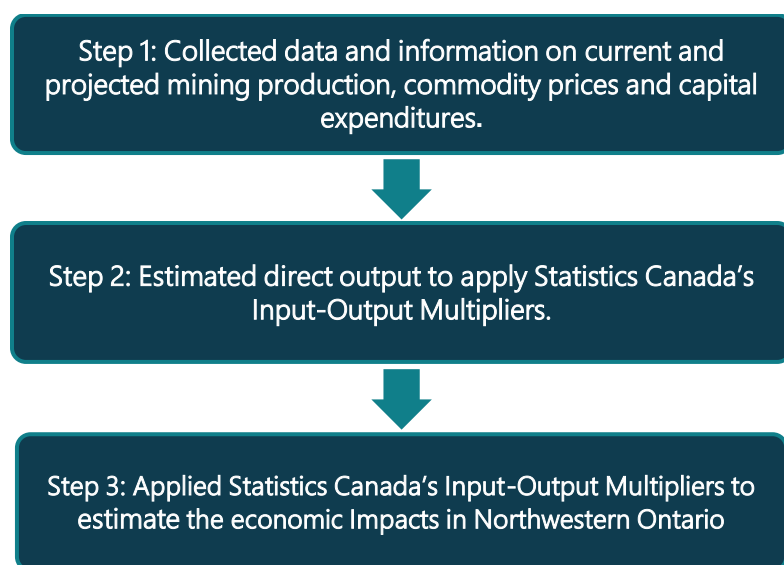 Step 1: Collected data and information on current and
projected mining production, commodity prices and capital
expenditures.
Step 2: Estimated direct output to apply Statistics Canada's
Input-Output Multipliers.
Step 3: Applied Statistics Canada's Input-Output Multipliers to
estimate the economic Impacts in Northwestern Ontario